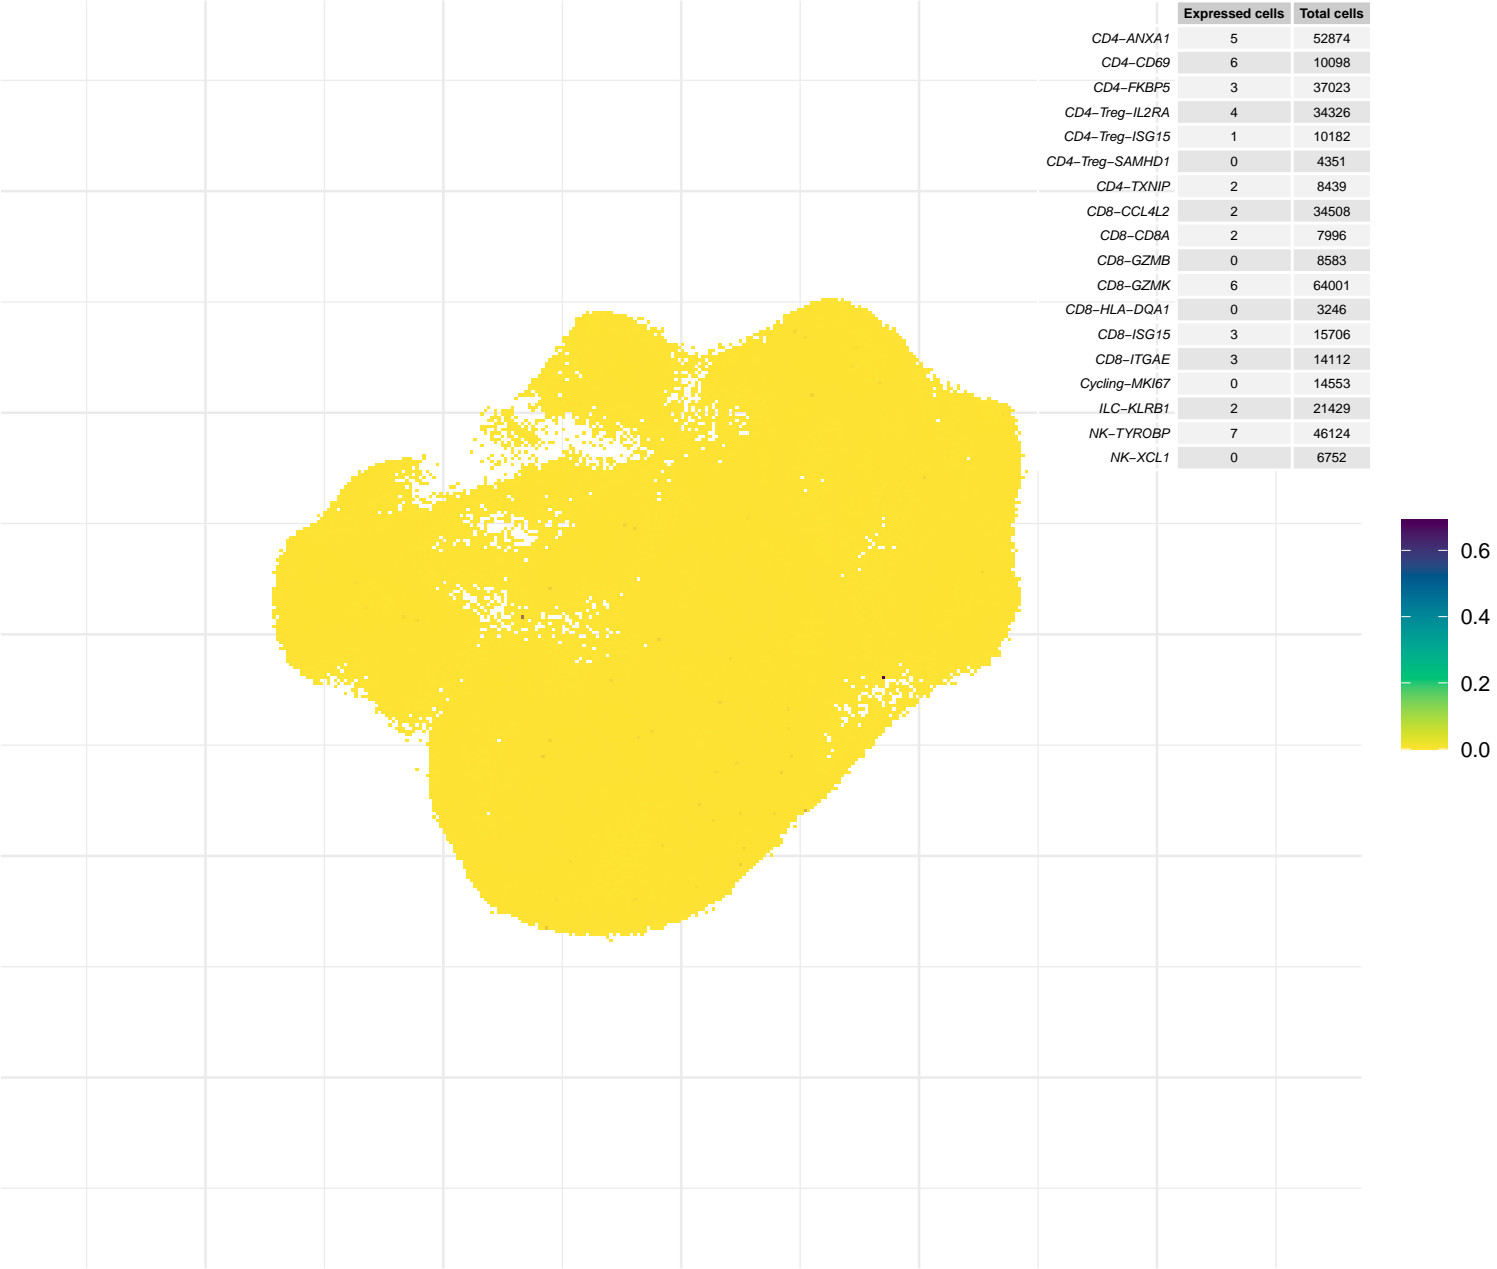 Expressed cells Total cells
CD4−ANXA1 5 52874
CD4−CD69 6 10098
CD4−FKBP5 3 37023
CD4−Treg−IL2RA 4 34326
CD4−Treg−ISG15 1 10182
CD4−Treg−SAMHD1 0 4351
CD4−TXNIP 2 8439
CD8−CCL4L2 2 34508
CD8−CD8A 2 7996
CD8−GZMB 0 8583
CD8−GZMK 6 64001
CD8−HLA−DQA1 0 3246
CD8−ISG15 3 15706
CD8−ITGAE 3 14112
Cycling−MKI67 0 14553
ILC−KLRB1 2 21429
NK−TYROBP 7 46124
NK−XCL1 0 6752
0.6
0.4
0.2
0.0